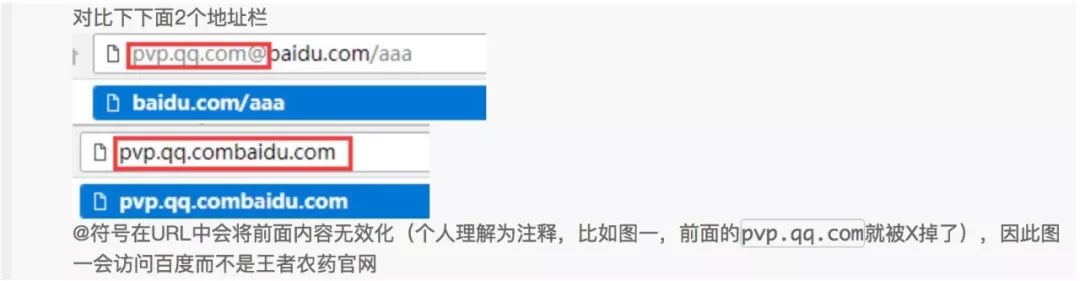 对比下下面2个地址栏
pvp.qq.com@baidu.com/aaa
baidu.com/aaa
pvp.qq.combaidu.com
pvp.qq.combaidu.com
@符号在URL中会将前面内容无效化（个人理解为注释，比如图一，前面的pvp.qq.com就被X掉了），因此图
一会访问百度而不是王者农药官网